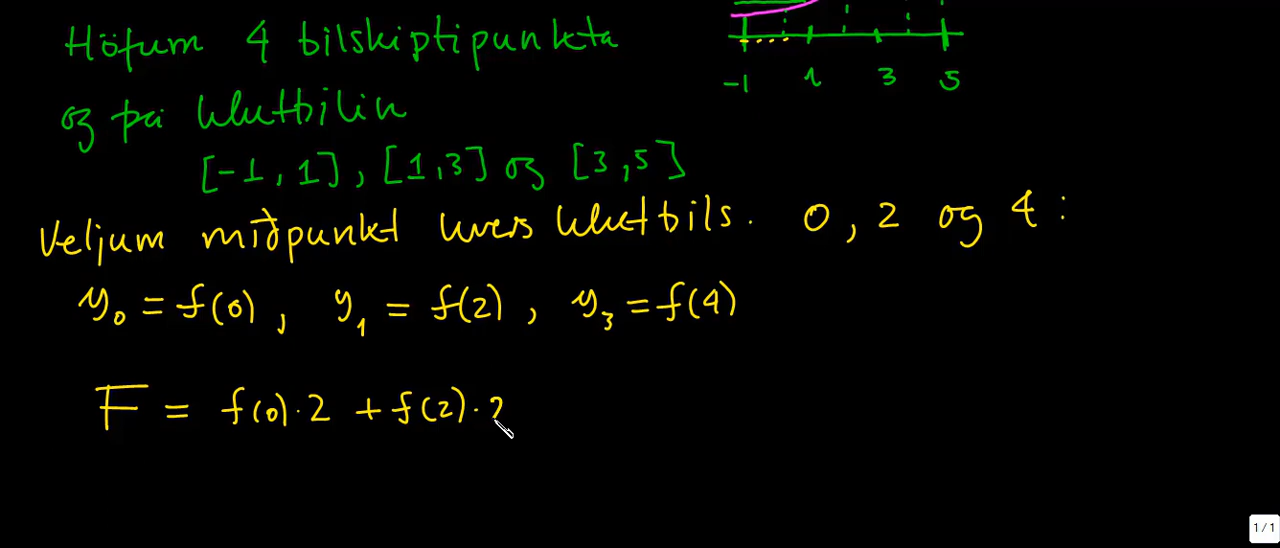 Höfum 4 bilskiptipunkta
-1 1 3 5
og þá hlutbilin
[-1, 1], [1,3] og [3,5]
Veljum miðpunkt hvers hlutbils. 0, 2 og 4:
y₀ = f(0), y₁ = f(2), y₃ = f(4)
F = f(0)·2 + f(2)·2
1/1